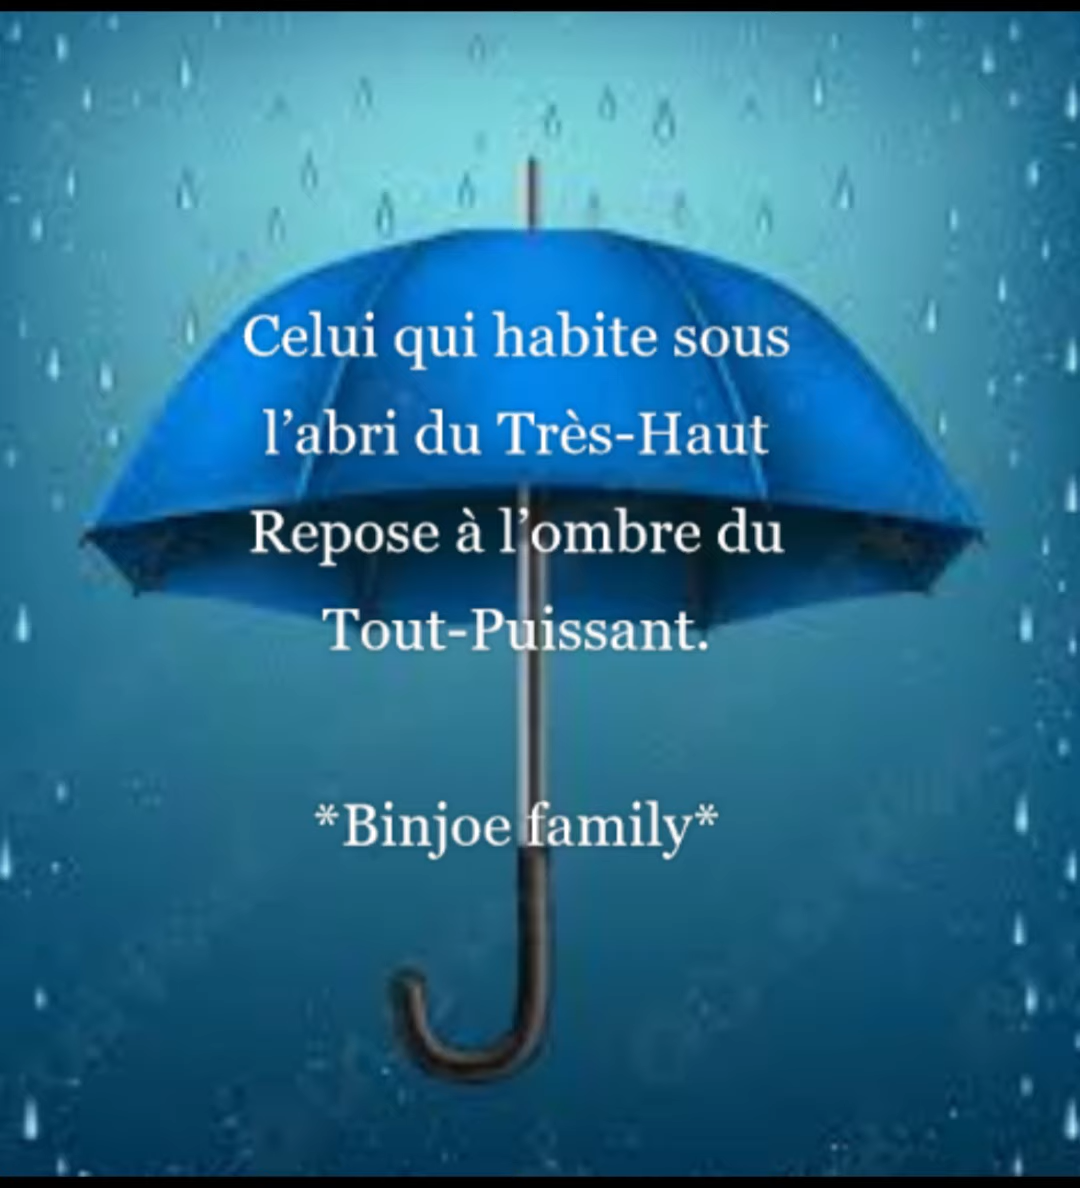 Celui qui habite sous
l’abri du Très-Haut
Repose à l’ombre du
Tout-Puissant.
*Binjoe family*